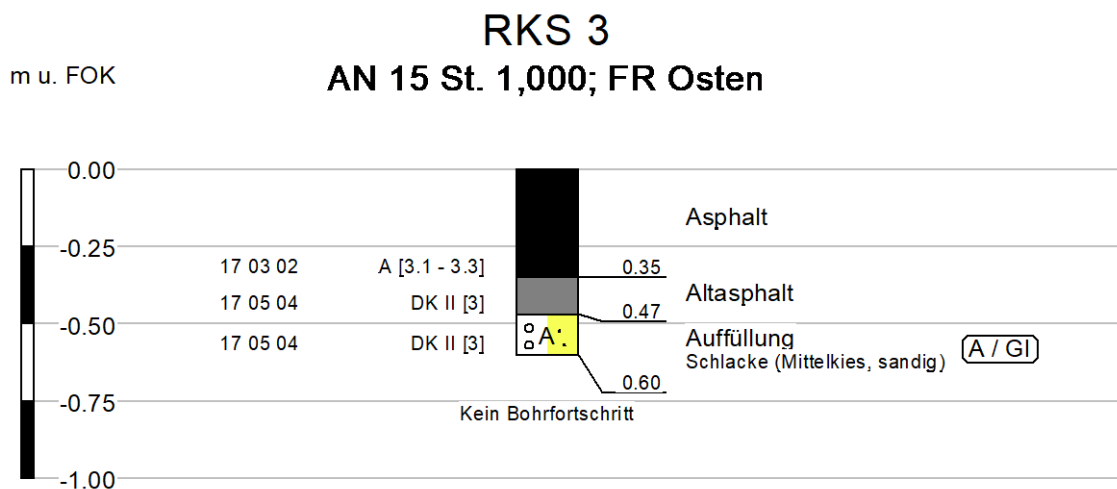 RKS 3
m u. FOK
AN 15 St. 1,000; FR Osten
0.00
Asphalt
-0.25
17 03 02 A [3.1 - 3.3] 0.35
17 05 04 DK II [3] 0.47 Altasphalt
-0.50
17 05 04 DK II [3] A Auffüllung A / GI
Schlacke (Mittelkies, sandig)
0.60
-0.75
Kein Bohrfortschritt
-1.00